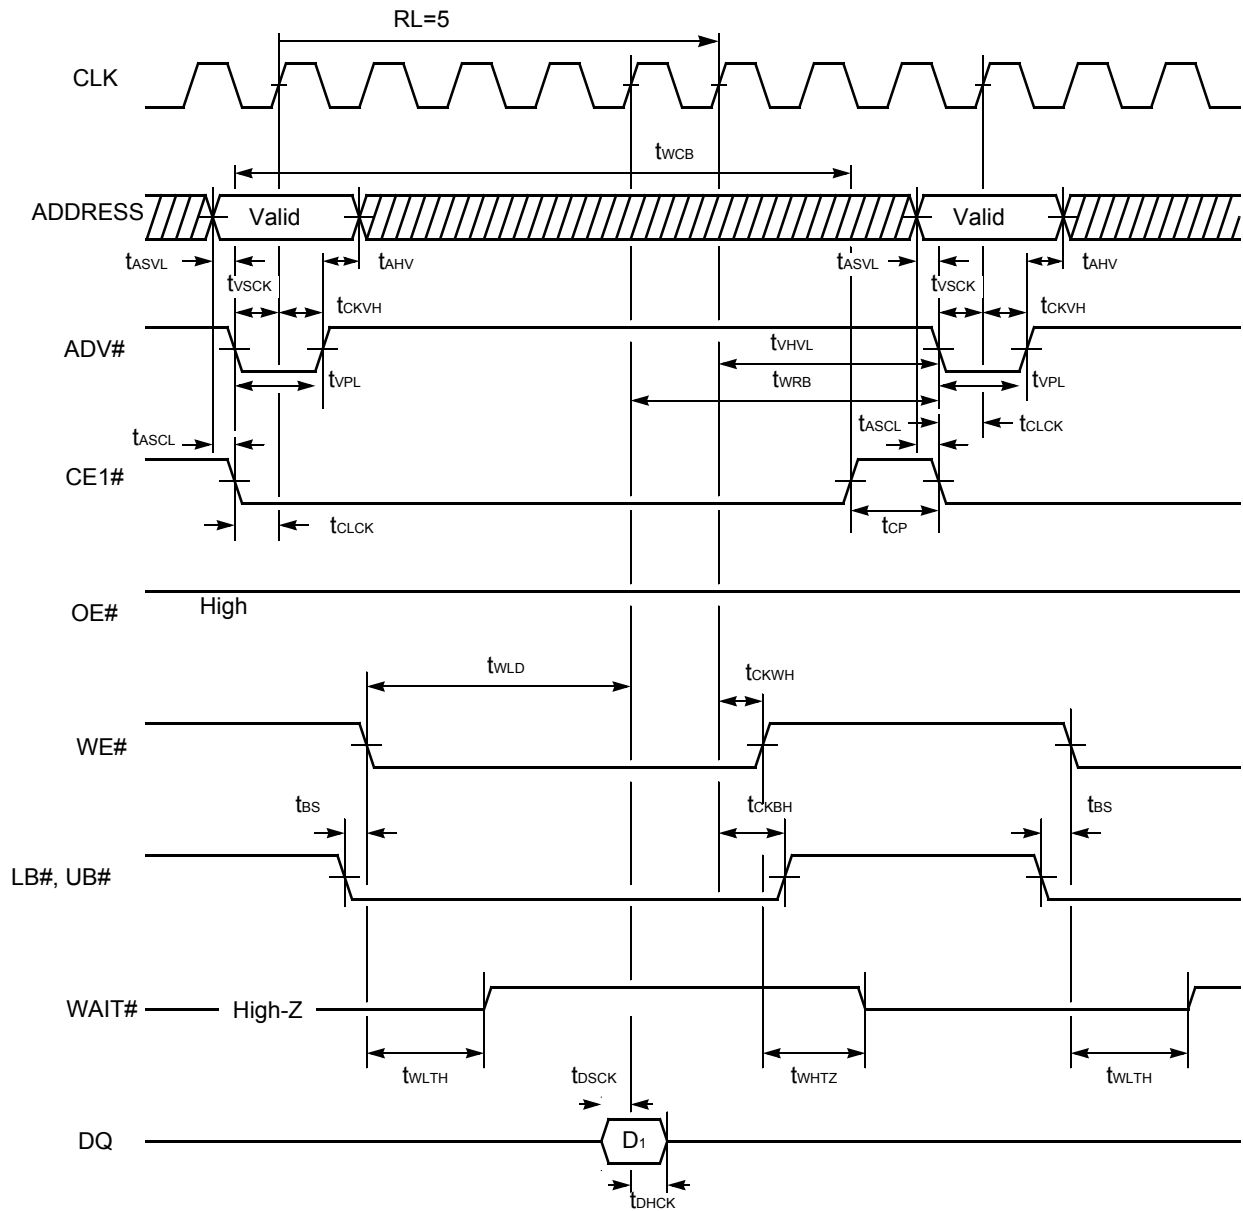 RL=5
CLK
tWCB
ADDRESS Valid Valid
tASVL tAHV tASVL tAHV
tVSCK tVSCK
tCKVH tCKVH
ADV# tVHVL
tVPL tWRB tVPL
tASCL tASCL tCLCK
CE1#
tCLCK tCP
OE# High
tWLD tCKWH
WE#
tBS tCKBH tBS
LB#, UB#
WAIT# High-Z
tWLTH tDSCK tWHTZ tWLTH
DQ D1
tDHCK